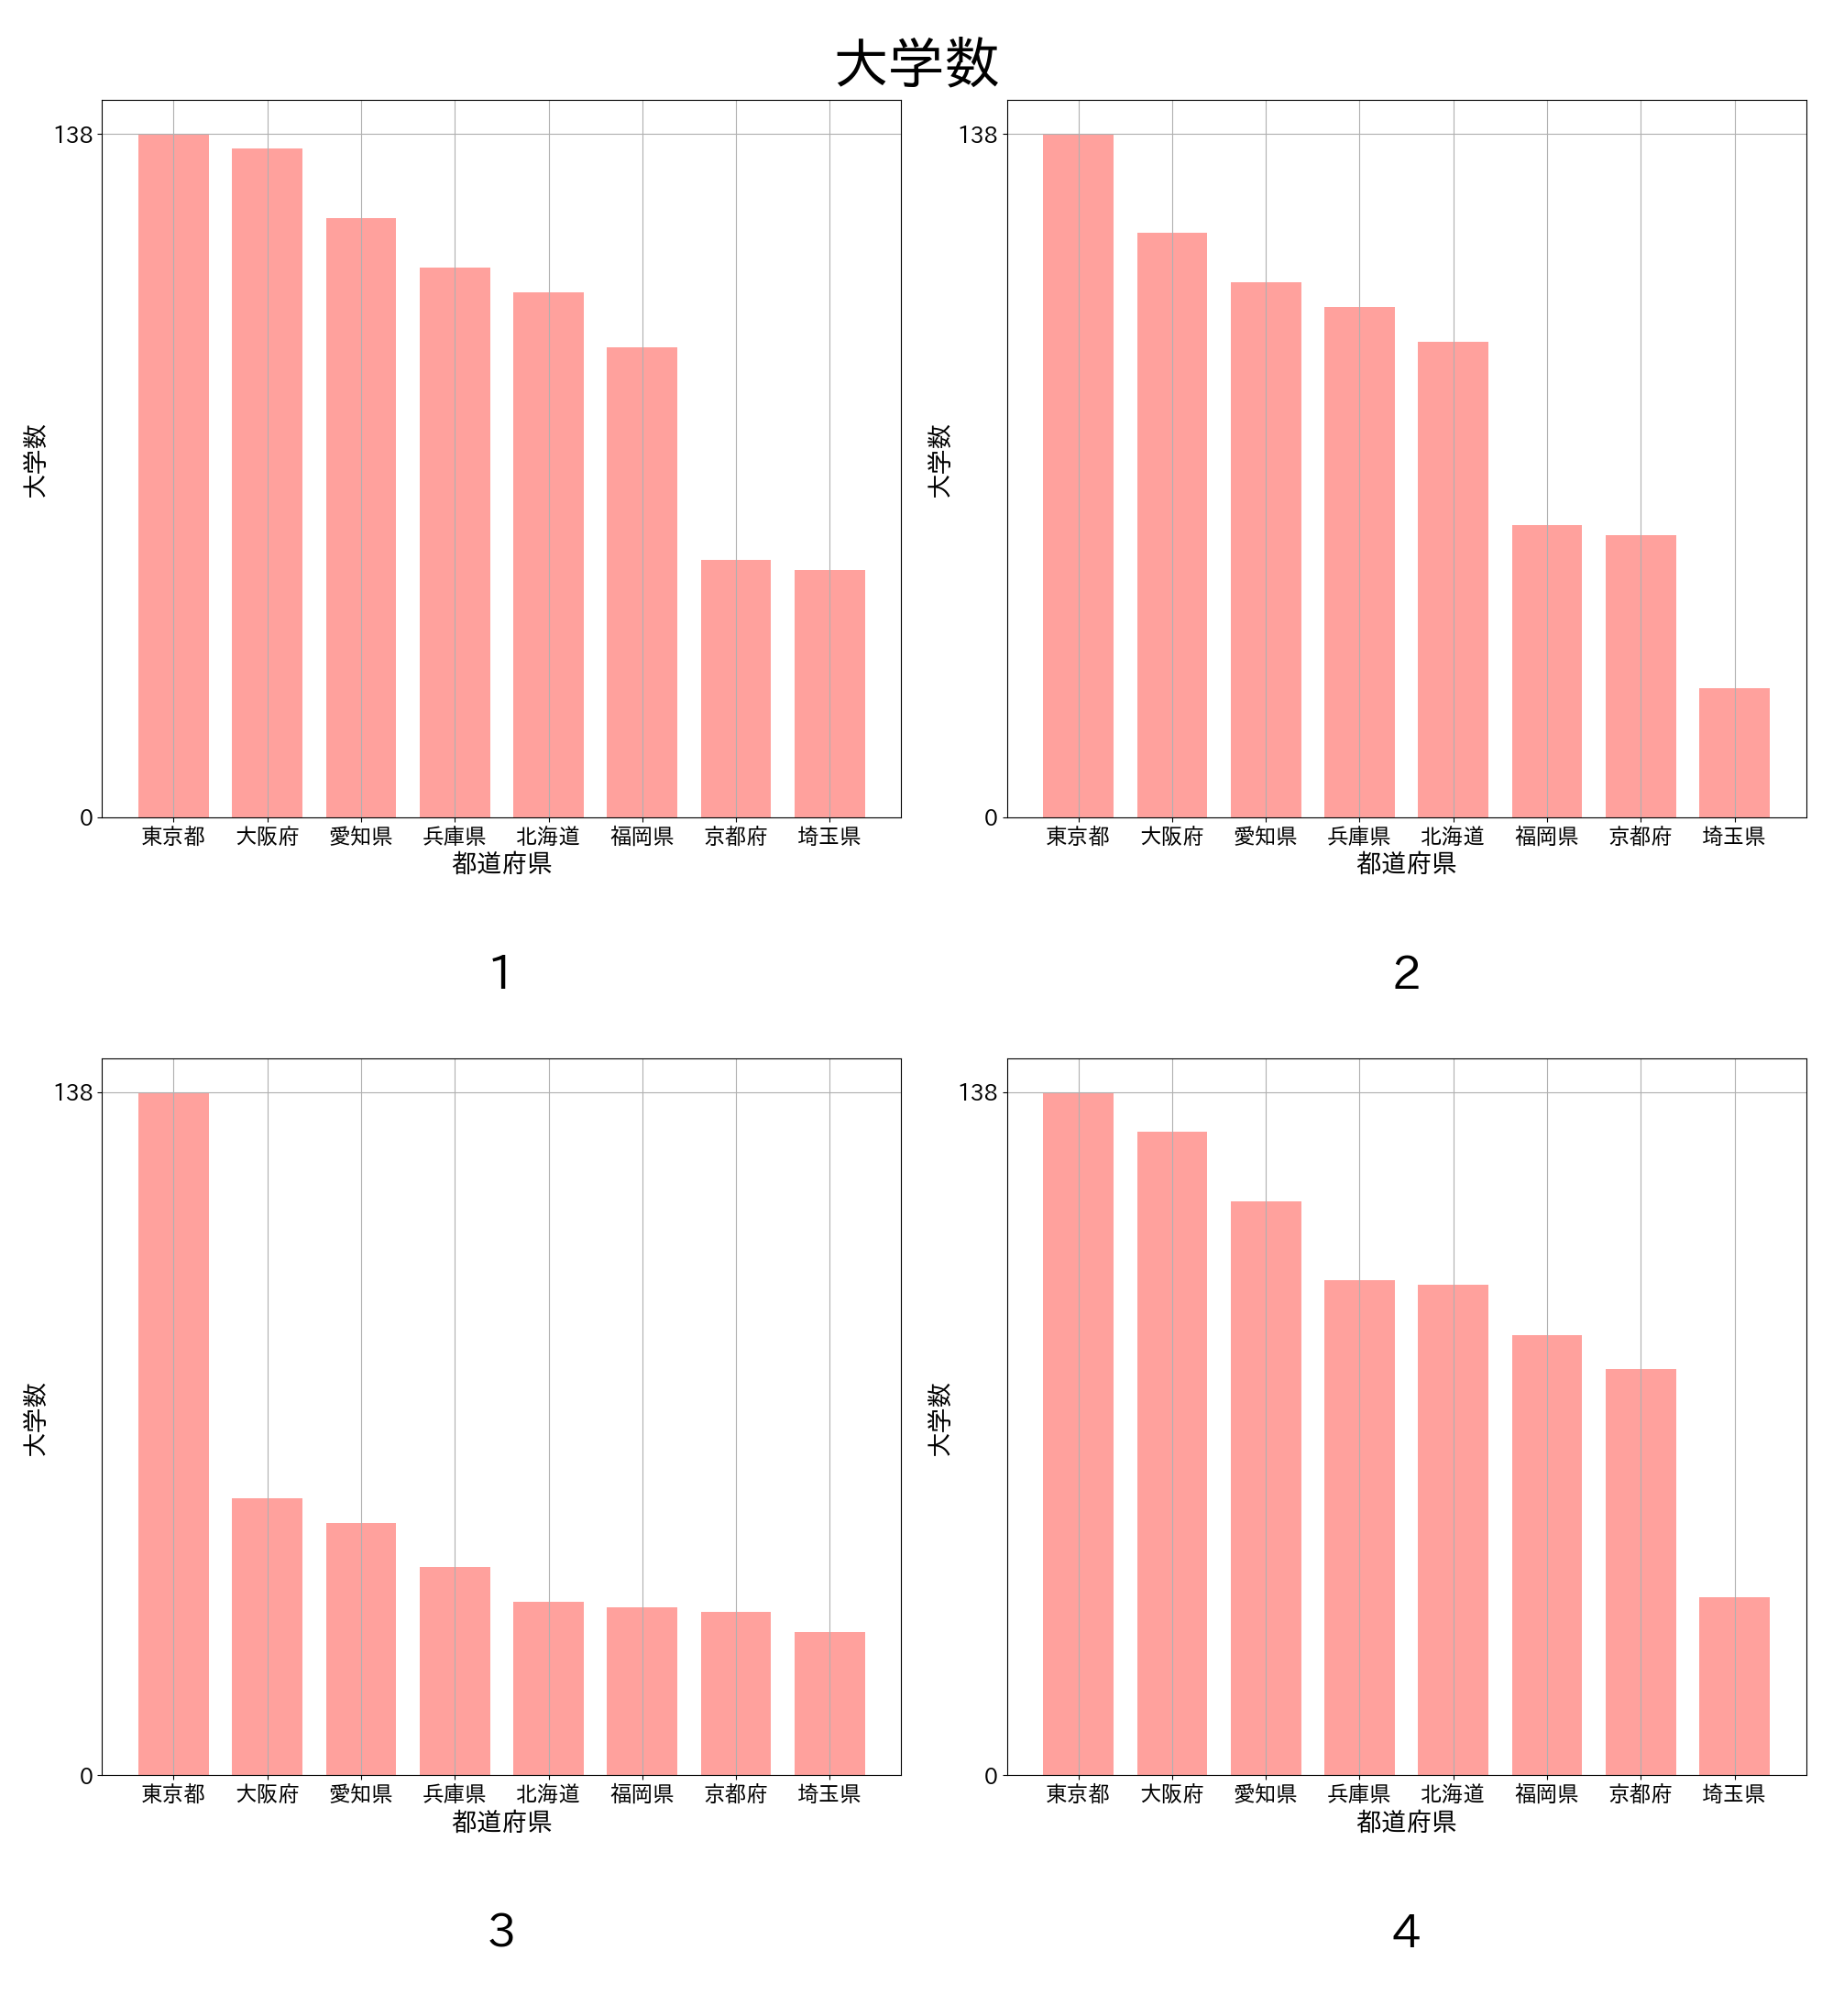 大学数
138
0
大学数
東京都 大阪府 愛知県 兵庫県 北海道 福岡県 京都府 埼玉県
都道府県
1
138
0
大学数
東京都 大阪府 愛知県 兵庫県 北海道 福岡県 京都府 埼玉県
都道府県
2
138
0
大学数
東京都 大阪府 愛知県 兵庫県 北海道 福岡県 京都府 埼玉県
都道府県
3
138
0
大学数
東京都 大阪府 愛知県 兵庫県 北海道 福岡県 京都府 埼玉県
都道府県
4